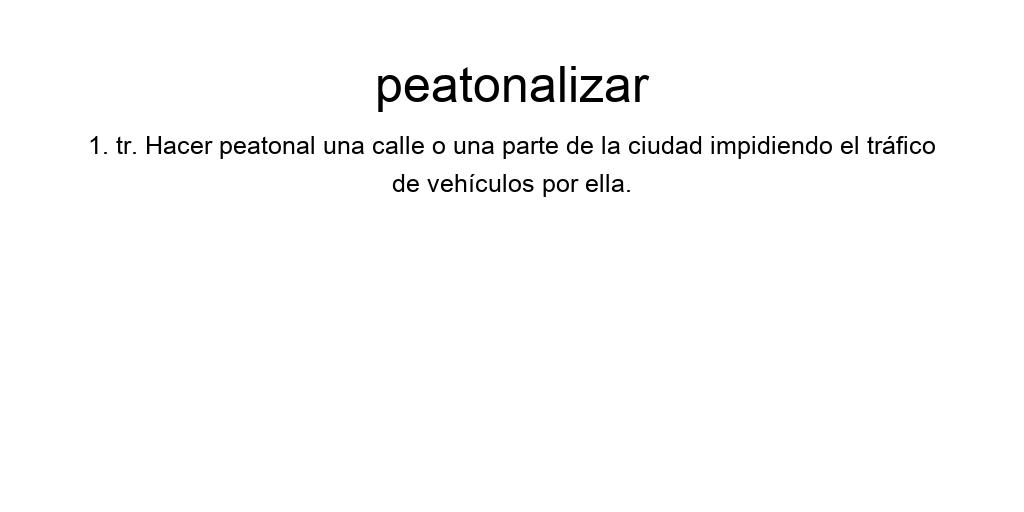 peatonalizar
1. tr. Hacer peatonal una calle o una parte de la ciudad impidiendo el tráfico
de vehículos por ella.